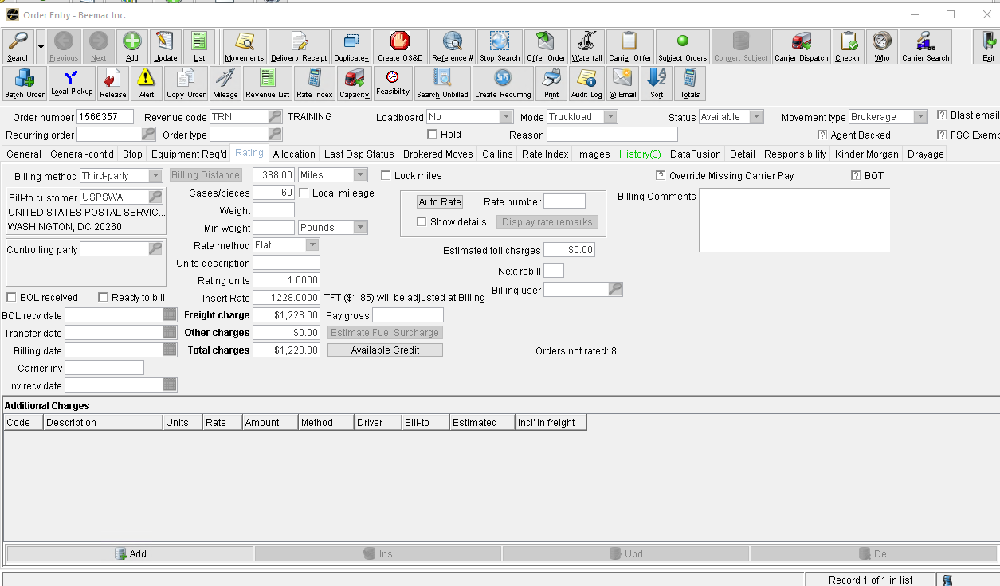 Order Entry - Beemac Inc.
Search Previous Next Add Update List Movements Delivery Receipt Duplicate= Create OS&D Reference # Stop Search Offer Order Waterfall Carrier Offer Subject Orders Convert Subject Carrier Dispatch Checkin Who Carrier Search Exit
Batch Order Local Pickup Release Alert Copy Order Mileage Revenue List Rate Index Capacity Feasibility Search Unbilled Create Recurring Print Audit Log @ Email Sort Totals
Order number 1566357 Revenue code TRN TRAINING Loadboard No Mode Truckload Status Available Movement type Brokerage ? Blast email
Recurring order Order type Hold Reason ? Agent Backed ? FSC Exemp
General General-cont'd Stop Equipment Req'd Rating Allocation Last Dsp Status Brokered Moves Callins Rate Index Images History(3) DataFusion Detail Responsibility Kinder Morgan Drayage
Billing method Third-party Billing Distance 388.00 Miles Lock miles ? Override Missing Carrier Pay ? BOT
Bill-to customer USPSWA Cases/pieces 60 Local mileage Billing Comments
UNITED STATES POSTAL SERVIC... Weight Auto Rate Rate number
WASHINGTON, DC 20260 Min weight Pounds Show details Display rate remarks
Controlling party Rate method Flat Estimated toll charges $0.00
Units description Next rebill
Rating units 1.0000 Billing user
BOL received Ready to bill Insert Rate 1228.0000 TFT ($1.85) will be adjusted at Billing
BOL recv date Freight charge $1,228.00 Pay gross
Transfer date Other charges $0.00 Estimate Fuel Surcharge
Billing date Total charges $1,228.00 Available Credit Orders not rated: 8
Carrier inv
Inv recv date
Additional Charges
Code Description Units Rate Amount Method Driver Bill-to Estimated Incl' in freight
Add Ins Upd Del
Record 1 of 1 in list